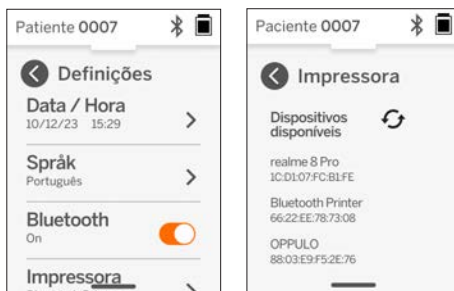 Patiente 0007
Definições
Data / Hora
10/12/23 15:29
Språk
Português
Bluetooth
On
Impressora
Paciente 0007
Impressora
Dispositivos
disponíveis
realme 8 Pro
1C:D1:07:FC:B1:FE
Bluetooth Printer
66:22:EE:78:73:08
OPPULO
88:03:E9:F5:2E:76